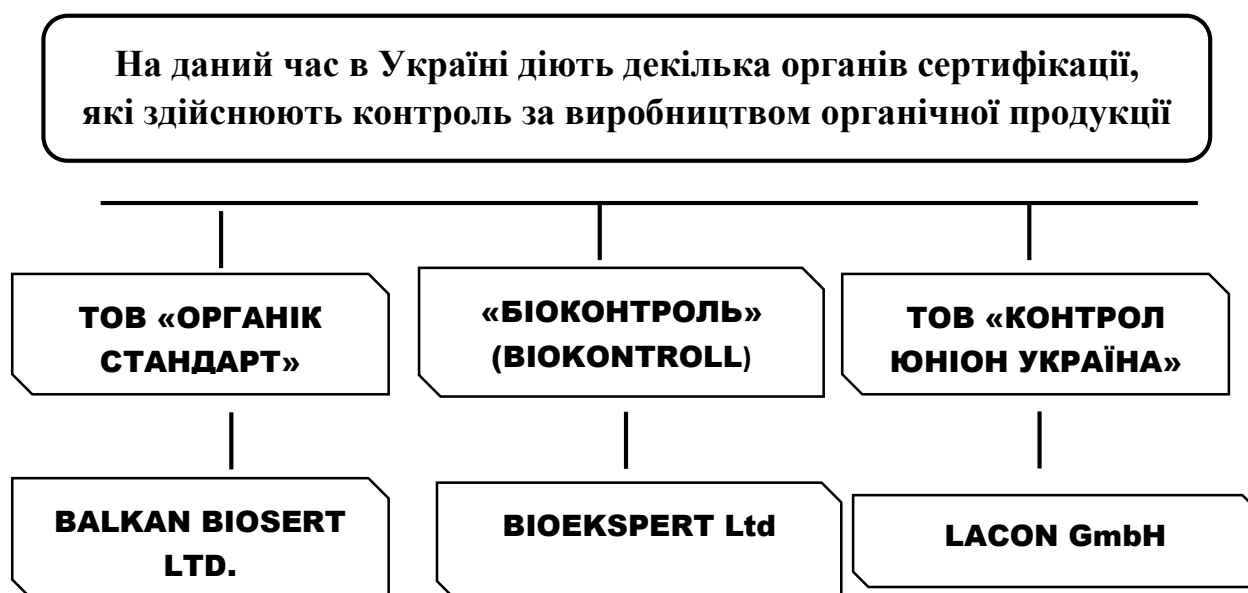 На даний час в Україні діють декілька органів сертифікації,
які здійснюють контроль за виробництвом органічної продукції
ТОВ «ОРГАНІК
СТАНДАРТ»
«БІОКОНТРОЛЬ»
(BIOKONTROLL)
ТОВ «КОНТРОЛ
ЮНІОН УКРАЇНА»
BALKAN BIOSERT
LTD.
BIOEKSPERT Ltd
LACON GmbH